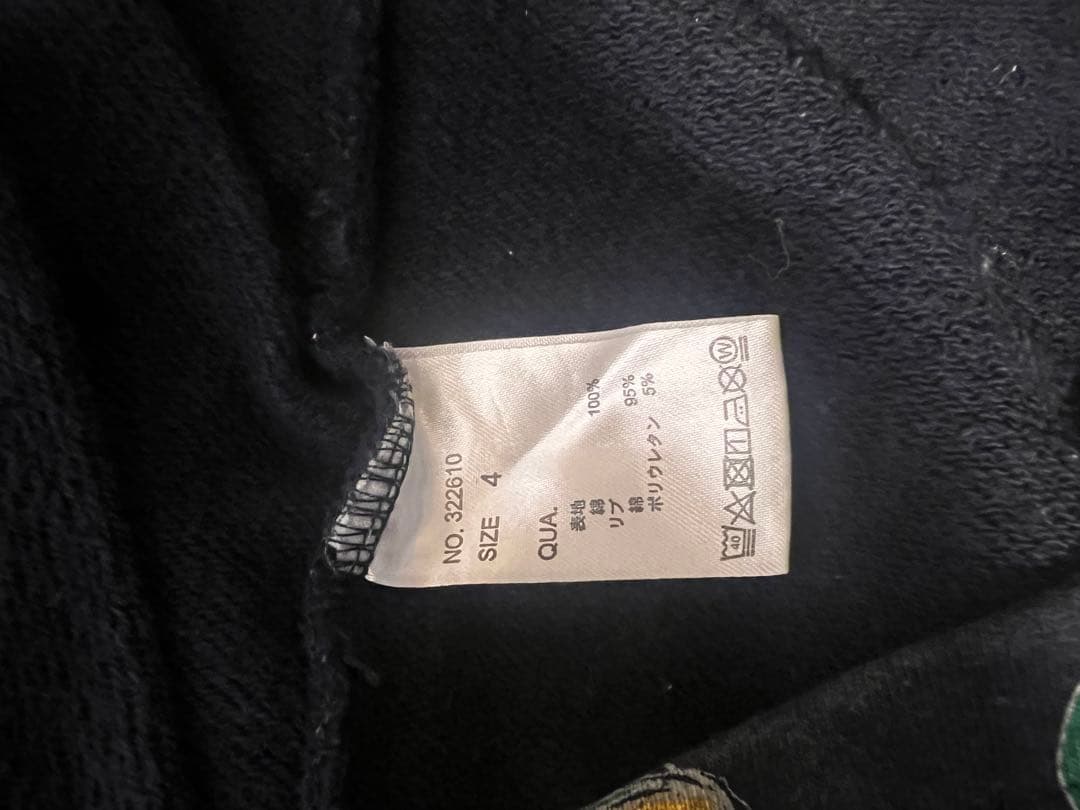 NO. 322610
SIZE 4
QUA.
表地
綿 100%
リブ
綿 95%
ポリウレタン 5%
40 W